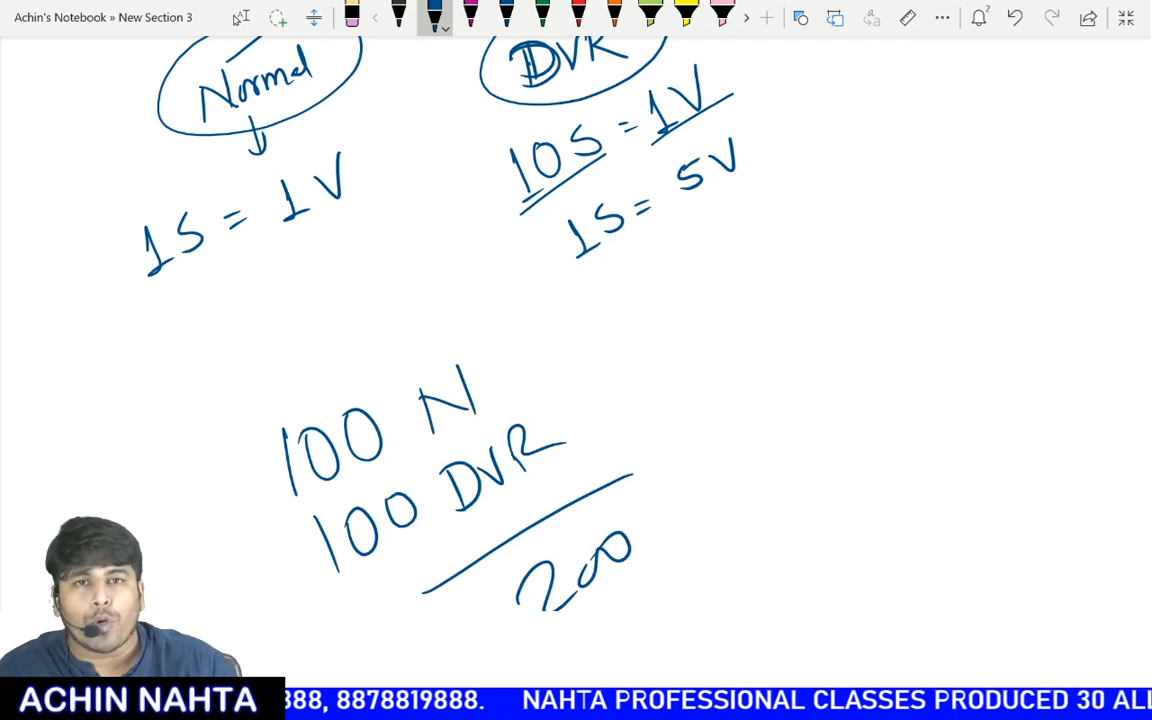 Achin's Notebook » New Section 3
2
Normal
DVR
1S = 1V
10S = 1V
1S = 5V
100 N
100 DVR
200
ACHIN NAHTA
888, 8878819888. NAHTA PROFESSIONAL CLASSES PRODUCED 30 ALL